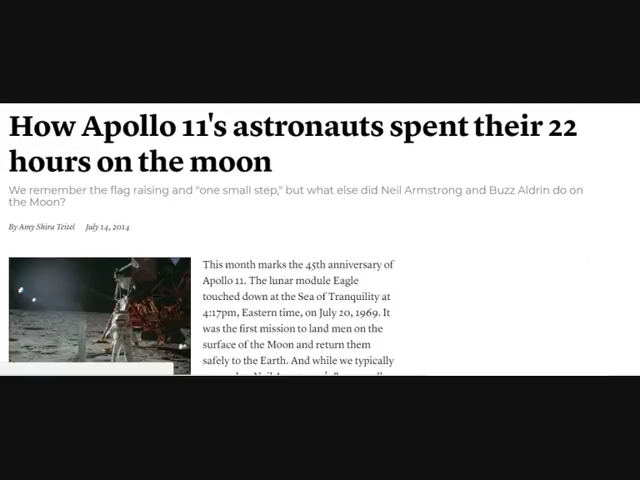 How Apollo 11's astronauts spent their 22
hours on the moon
We remember the flag raising and "one small step," but what else did Neil Armstrong and Buzz Aldrin do on
the Moon?
By Amy Shira Teitel July 14, 2014
This month marks the 45th anniversary of
Apollo 11. The lunar module Eagle
touched down at the Sea of Tranquility at
4:17pm, Eastern time, on July 20, 1969. It
was the first mission to land men on the
surface of the Moon and return them
safely to the Earth. And while we typically